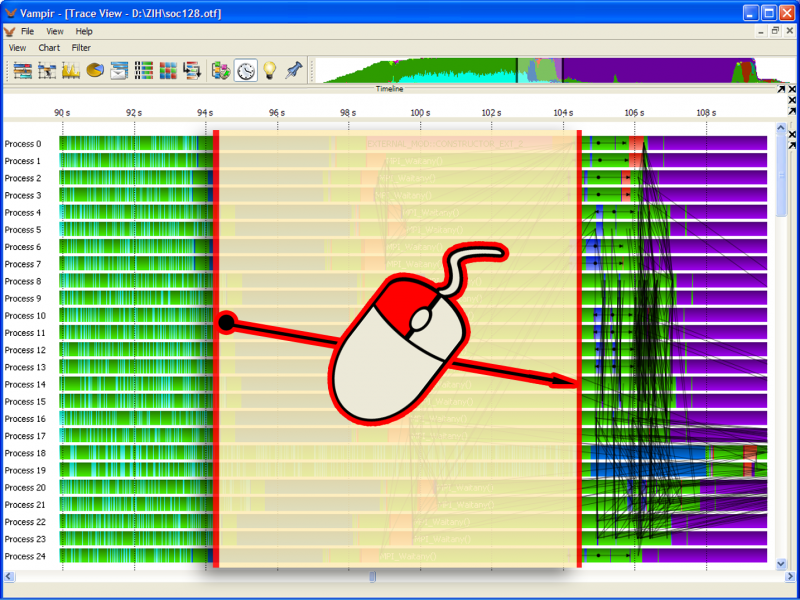 Vampir - [Trace View - D:\ZIH\soc128.otf]
File View Help
View Chart Filter
Timeline
90 s 92 s 94 s 96 s 98 s 100 s 102 s 104 s 106 s 108 s
Process 0
Process 1
Process 2
Process 3
Process 4
Process 5
Process 6
Process 7
Process 8
Process 9
Process 10
Process 11
Process 12
Process 13
Process 14
Process 15
Process 16
Process 17
Process 18
Process 19
Process 20
Process 21
Process 22
Process 23
Process 24
MPI_Waitany()